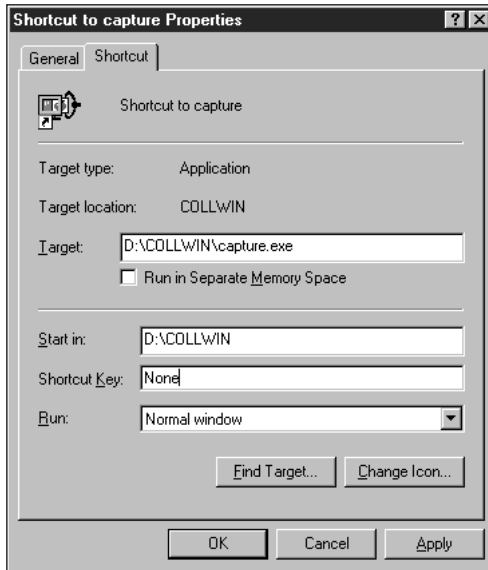 Shortcut to capture Properties
General Shortcut
Shortcut to capture
Target type: Application
Target location: COLLWIN
Target: D:\COLLWIN\capture.exe
Run in Separate Memory Space
Start in: D:\COLLWIN
Shortcut Key: None
Run: Normal window
Find Target... Change Icon...
OK Cancel Apply